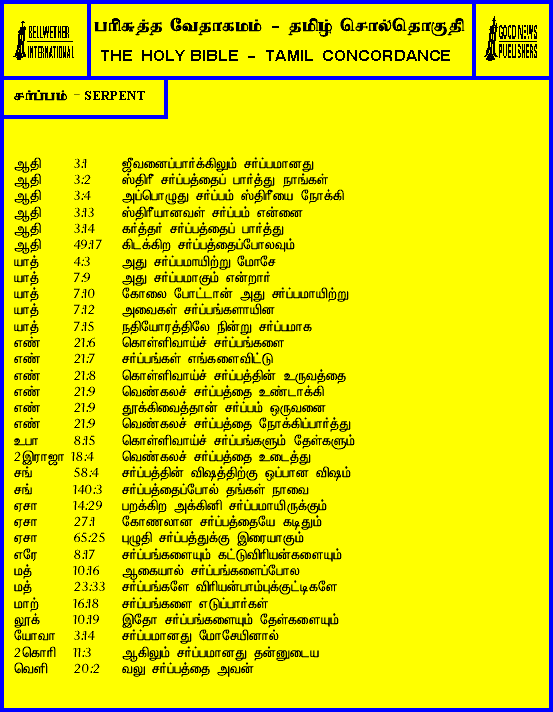 BELLWETHER
INTERNATIONAL
பரிசுத்த வேதாகமம் - தமிழ் சொல்தொகுதி
THE HOLY BIBLE - TAMIL CONCORDANCE
GOOD NEWS
PUBLISHERS
சர்ப்பம் - SERPENT
ஆதி 3:1 ஜீவனைப்பார்க்கிலும் சர்ப்பமானது
ஆதி 3:2 ஸ்திரீ சர்ப்பத்தைப் பார்த்து நாங்கள்
ஆதி 3:4 அப்பொழுது சர்ப்பம் ஸ்திரீயை நோக்கி
ஆதி 3:13 ஸ்திரீயானவள் சர்ப்பம் என்னை
ஆதி 3:14 கர்த்தர் சர்ப்பத்தைப் பார்த்து
ஆதி 49:17 கிடக்கிற சர்ப்பத்தைப்போலவும்
யாத் 4:3 அது சர்ப்பமாயிற்று மோசே
யாத் 7:9 அது சர்ப்பமாகும் என்றார்
யாத் 7:10 கோலை போட்டான் அது சர்ப்பமாயிற்று
யாத் 7:12 அவைகள் சர்ப்பங்களாயின
யாத் 7:15 நதியோரத்திலே நின்று சர்ப்பமாக
எண் 21:6 கொள்ளிவாய்ச் சர்ப்பங்களை
எண் 21:7 சர்ப்பங்கள் எங்களைவிட்டு
எண் 21:8 கொள்ளிவாய்ச் சர்ப்பத்தின் உருவத்தை
எண் 21:9 வெண்கலச் சர்ப்பத்தை உண்டாக்கி
எண் 21:9 தூக்கிவைத்தான் சர்ப்பம் ஒருவனை
எண் 21:9 வெண்கலச் சர்ப்பத்தை நோக்கிப்பார்த்து
உபா 8:15 கொள்ளிவாய்ச் சர்ப்பங்களும் தேள்களும்
2இராஜா 18:4 வெண்கலச் சர்ப்பத்தை உடைத்து
சங் 58:4 சர்ப்பத்தின் விஷத்திற்கு ஒப்பான விஷம்
சங் 140:3 சர்ப்பத்தைப்போல் தங்கள் நாவை
ஏசா 14:29 பறக்கிற அக்கினி சர்ப்பமாயிருக்கும்
ஏசா 27:1 கோணலான சர்ப்பத்தையே கடிதும்
ஏசா 65:25 புழுதி சர்ப்பத்துக்கு இரையாகும்
எரே 8:17 சர்ப்பங்களையும் கட்டுவிரியன்களையும்
மத் 10:16 ஆகையால் சர்ப்பங்களைப்போல
மத் 23:33 சர்ப்பங்களே விரியன்பாம்புக்குட்டிகளே
மாற் 16:18 சர்ப்பங்களை எடுப்பார்கள்
லூக் 10:19 இதோ சர்ப்பங்களையும் தேள்களையும்
யோவா 3:14 சர்ப்பமானது மோசேயினால்
2கொரி 11:3 ஆகிலும் சர்ப்பமானது தன்னுடைய
வெளி 20:2 வலு சர்ப்பத்தை அவன்